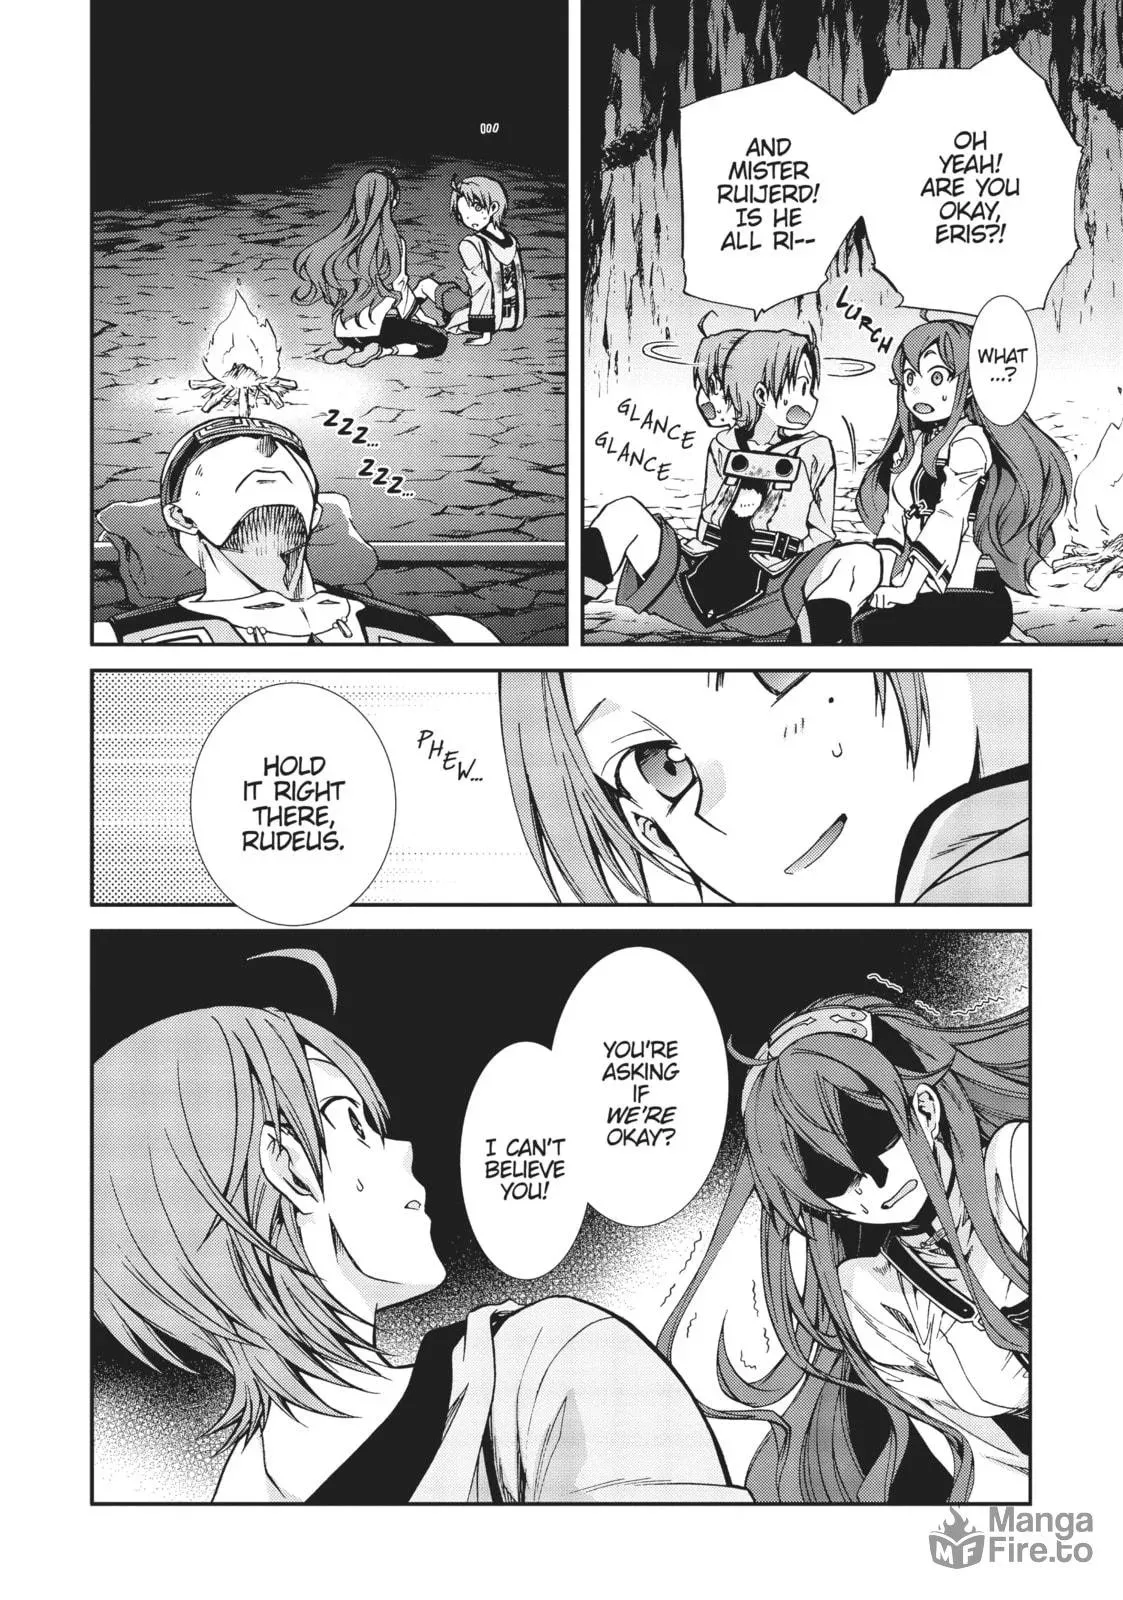 OH
YEAH!
ARE YOU
OKAY,
ERIS?!
AND
MISTER
RUIJERD!
IS HE
ALL RI--
LURCH
WHAT
...?
GLANCE
GLANCE
ZZZ...
ZZZ...
PHEW...
HOLD
IT RIGHT
THERE,
RUDEUS.
YOU'RE
ASKING
IF
WE'RE
OKAY?
I CAN'T
BELIEVE
YOU!
Manga
MF Fire.to